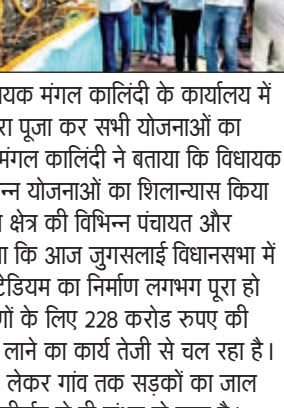 यक मंगल कालिंदी के कार्यालय में
रा पूजा कर सभी योजनाओं का
मंगल कालिंदी ने बताया कि विधायक
न्न योजनाओं का शिलान्यास किया
क्षेत्र की विभिन्न पंचायत और
कि आज जुगसलाई विधानसभा में
टेडियम का निर्माण लगभग पूरा हो
गों के लिए 228 करोड रुपए की
लाने का कार्य तेजी से चल रहा है।
लेकर गांव तक सड़कों का जाल